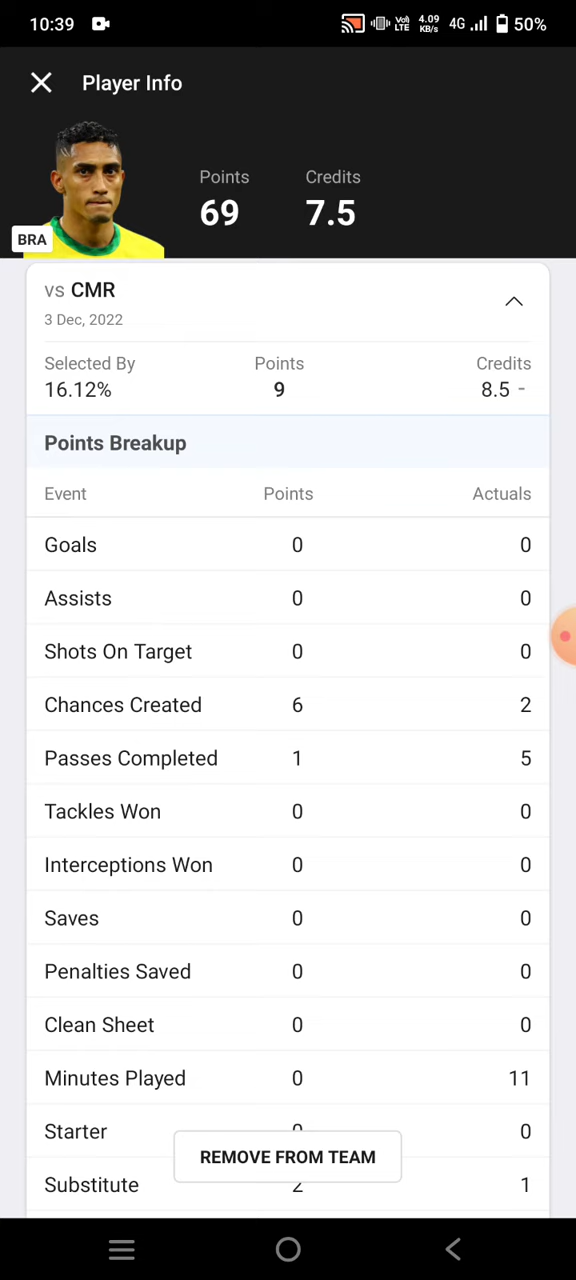 10:39 Vo) LTE 4.09 KB/s 4G 50%
Player Info
Points Credits
69 7.5
BRA
vs CMR
3 Dec, 2022
Selected By Points Credits
16.12% 9 8.5 -
Points Breakup
Event Points Actuals
Goals 0 0
Assists 0 0
Shots On Target 0 0
Chances Created 6 2
Passes Completed 1 5
Tackles Won 0 0
Interceptions Won 0 0
Saves 0 0
Penalties Saved 0 0
Clean Sheet 0 0
Minutes Played 0 11
Starter 0 0
REMOVE FROM TEAM
Substitute 2 1